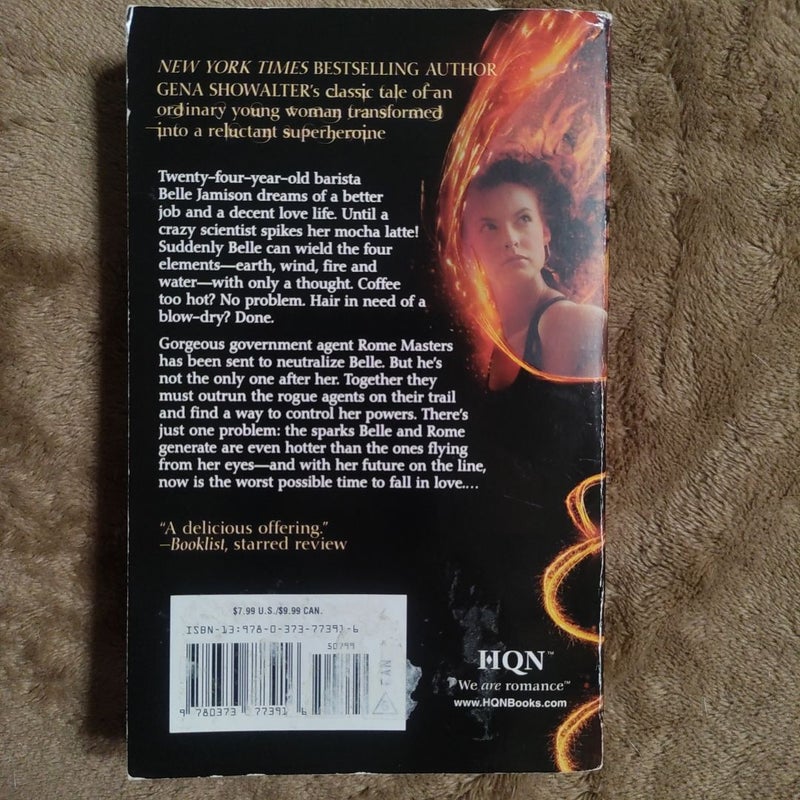 NEW YORK TIMES BESTSELLING AUTHOR
GENA SHOWALTER's classic tale of an
ordinary young woman transformed
into a reluctant superheroine
Twenty-four-year-old barista
Belle Jamison dreams of a better
job and a decent love life. Until a
crazy scientist spikes her mocha latte!
Suddenly Belle can wield the four
elements—earth, wind, fire and
water—with only a thought. Coffee
too hot? No problem. Hair in need of a
blow-dry? Done.
Gorgeous government agent Rome Masters
has been sent to neutralize Belle. But he's
not the only one after her. Together they
must outrun the rogue agents on their trail
and find a way to control her powers. There's
just one problem: the sparks Belle and Rome
generate are even hotter than the ones flying
from her eyes—and with her future on the line,
now is the worst possible time to fall in love....
"A delicious offering."
—Booklist, starred review
$7.99 U.S./$9.99 CAN.
ISBN-13:978-0-373-77391-6
50799
EAN
9 780373 773916
HQN™
We are romance™
www.HQNBooks.com